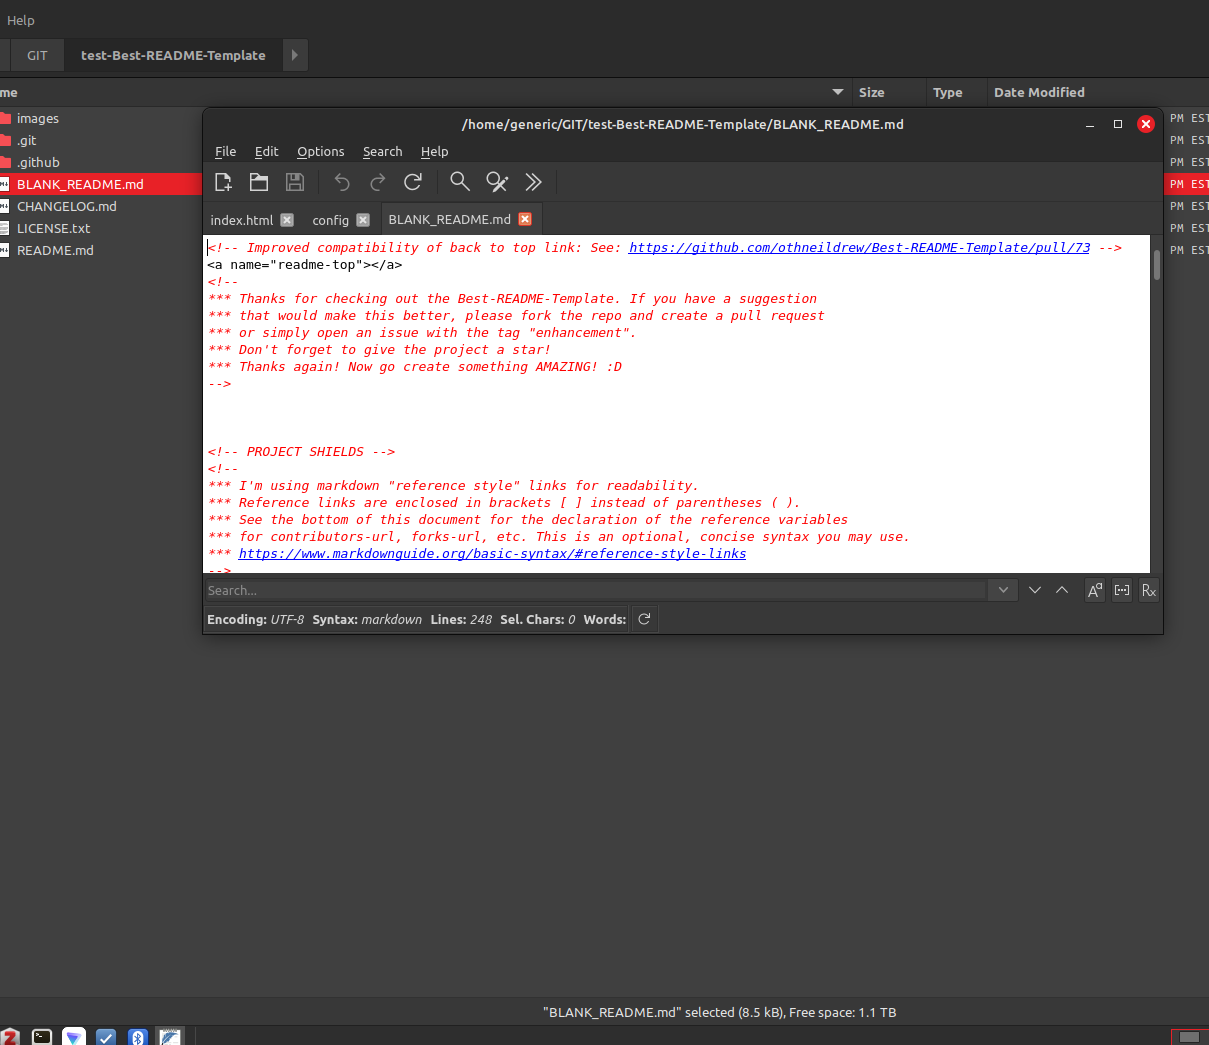 Help
GIT
test-Best-README-Template
me
Size
Type
Date Modified
images
.git
.github
BLANK_README.md
CHANGELOG.md
LICENSE.txt
README.md
PM EST
PM EST
PM EST
PM EST
PM EST
PM EST
PM EST
/home/generic/GIT/test-Best-README-Template/BLANK_README.md
File Edit Options Search Help
index.html config BLANK_README.md
<!-- Improved compatibility of back to top link: See: https://github.com/othneildrew/Best-README-Template/pull/73 -->
<a name="readme-top"></a>
<!--
*** Thanks for checking out the Best-README-Template. If you have a suggestion
*** that would make this better, please fork the repo and create a pull request
*** or simply open an issue with the tag "enhancement".
*** Don't forget to give the project a star!
*** Thanks again! Now go create something AMAZING! :D
-->
<!-- PROJECT SHIELDS -->
<!--
*** I'm using markdown "reference style" links for readability.
*** Reference links are enclosed in brackets [ ] instead of parentheses ( ).
*** See the bottom of this document for the declaration of the reference variables
*** for contributors-url, forks-url, etc. This is an optional, concise syntax you may use.
*** https://www.markdownguide.org/basic-syntax/#reference-style-links
-->
Search...
Encoding: UTF-8 Syntax: markdown Lines: 248 Sel. Chars: 0 Words:
"BLANK_README.md" selected (8.5 kB), Free space: 1.1 TB